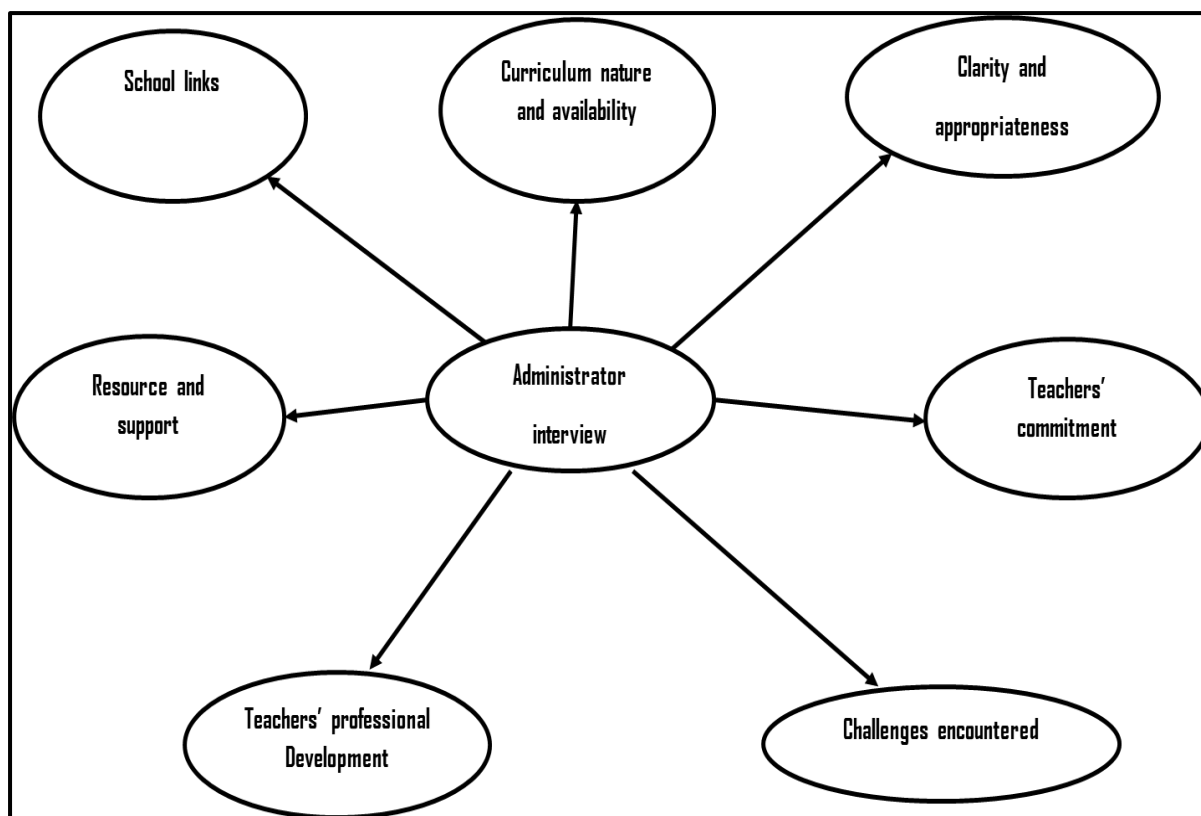 School links
Curriculum nature
and availability
Clarity and
appropriateness
Resource and
support
Administrator
interview
Teachers’
commitment
Teachers’ professional
Development
Challenges encountered